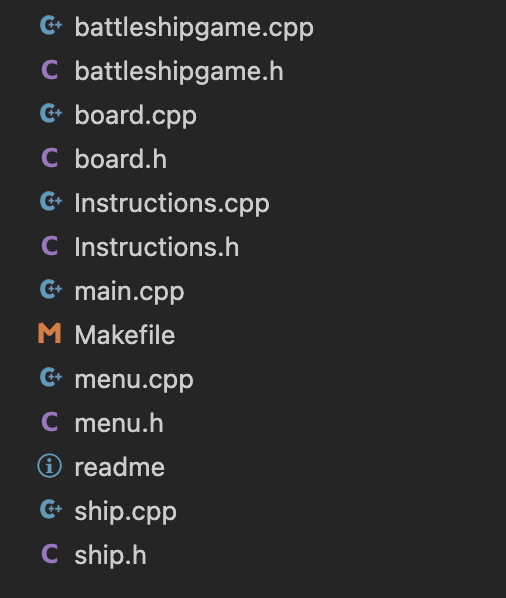 battleshipgame.cpp
battleshipgame.h
board.cpp
board.h
Instructions.cpp
Instructions.h
main.cpp
Makefile
menu.cpp
menu.h
readme
ship.cpp
ship.h